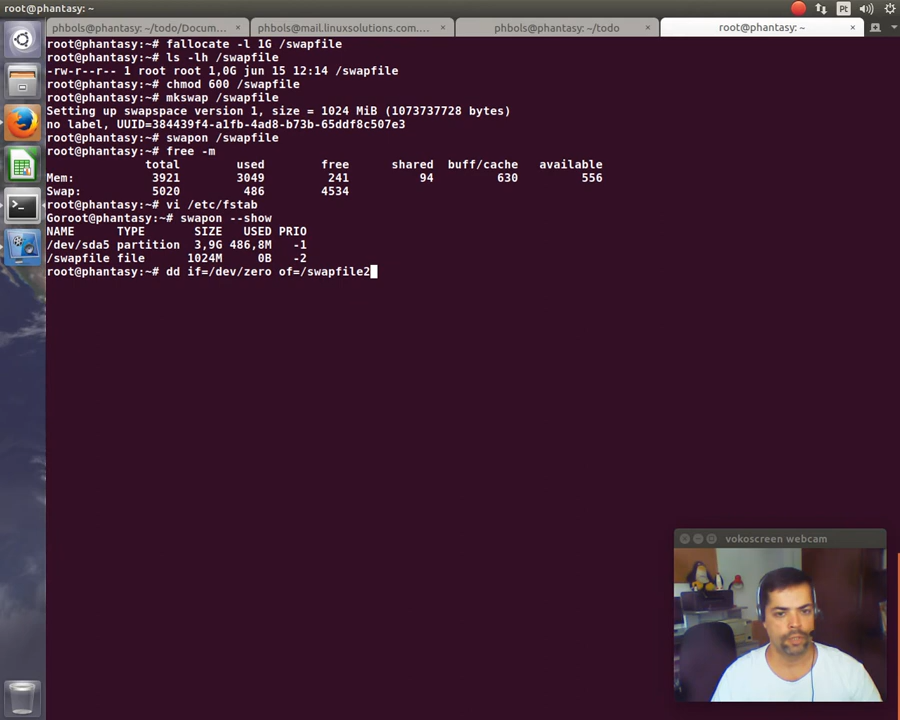 root@phantasy: ~
Pt
phbols@phantasy: ~/todo/Docum... ×
phbols@mail.linuxsolutions.com.... ×
phbols@phantasy: ~/todo ×
root@phantasy: ~ ×
root@phantasy:~# fallocate -l 1G /swapfile
root@phantasy:~# ls -lh /swapfile
-rw-r--r-- 1 root root 1,0G jun 15 12:14 /swapfile
root@phantasy:~# chmod 600 /swapfile
root@phantasy:~# mkswap /swapfile
Setting up swapspace version 1, size = 1024 MiB (1073737728 bytes)
no label, UUID=384439f4-a1fb-4ad8-b73b-65ddf8c507e3
root@phantasy:~# swapon /swapfile
root@phantasy:~# free -m
total used free shared buff/cache available
Mem: 3921 3049 241 94 630 556
Swap: 5020 486 4534
root@phantasy:~# vi /etc/fstab
Goroot@phantasy:~# swapon --show
NAME TYPE SIZE USED PRIO
/dev/sda5 partition 3,9G 486,8M -1
/swapfile file 1024M 0B -2
root@phantasy:~# dd if=/dev/zero of=/swapfile2
vokoscreen webcam